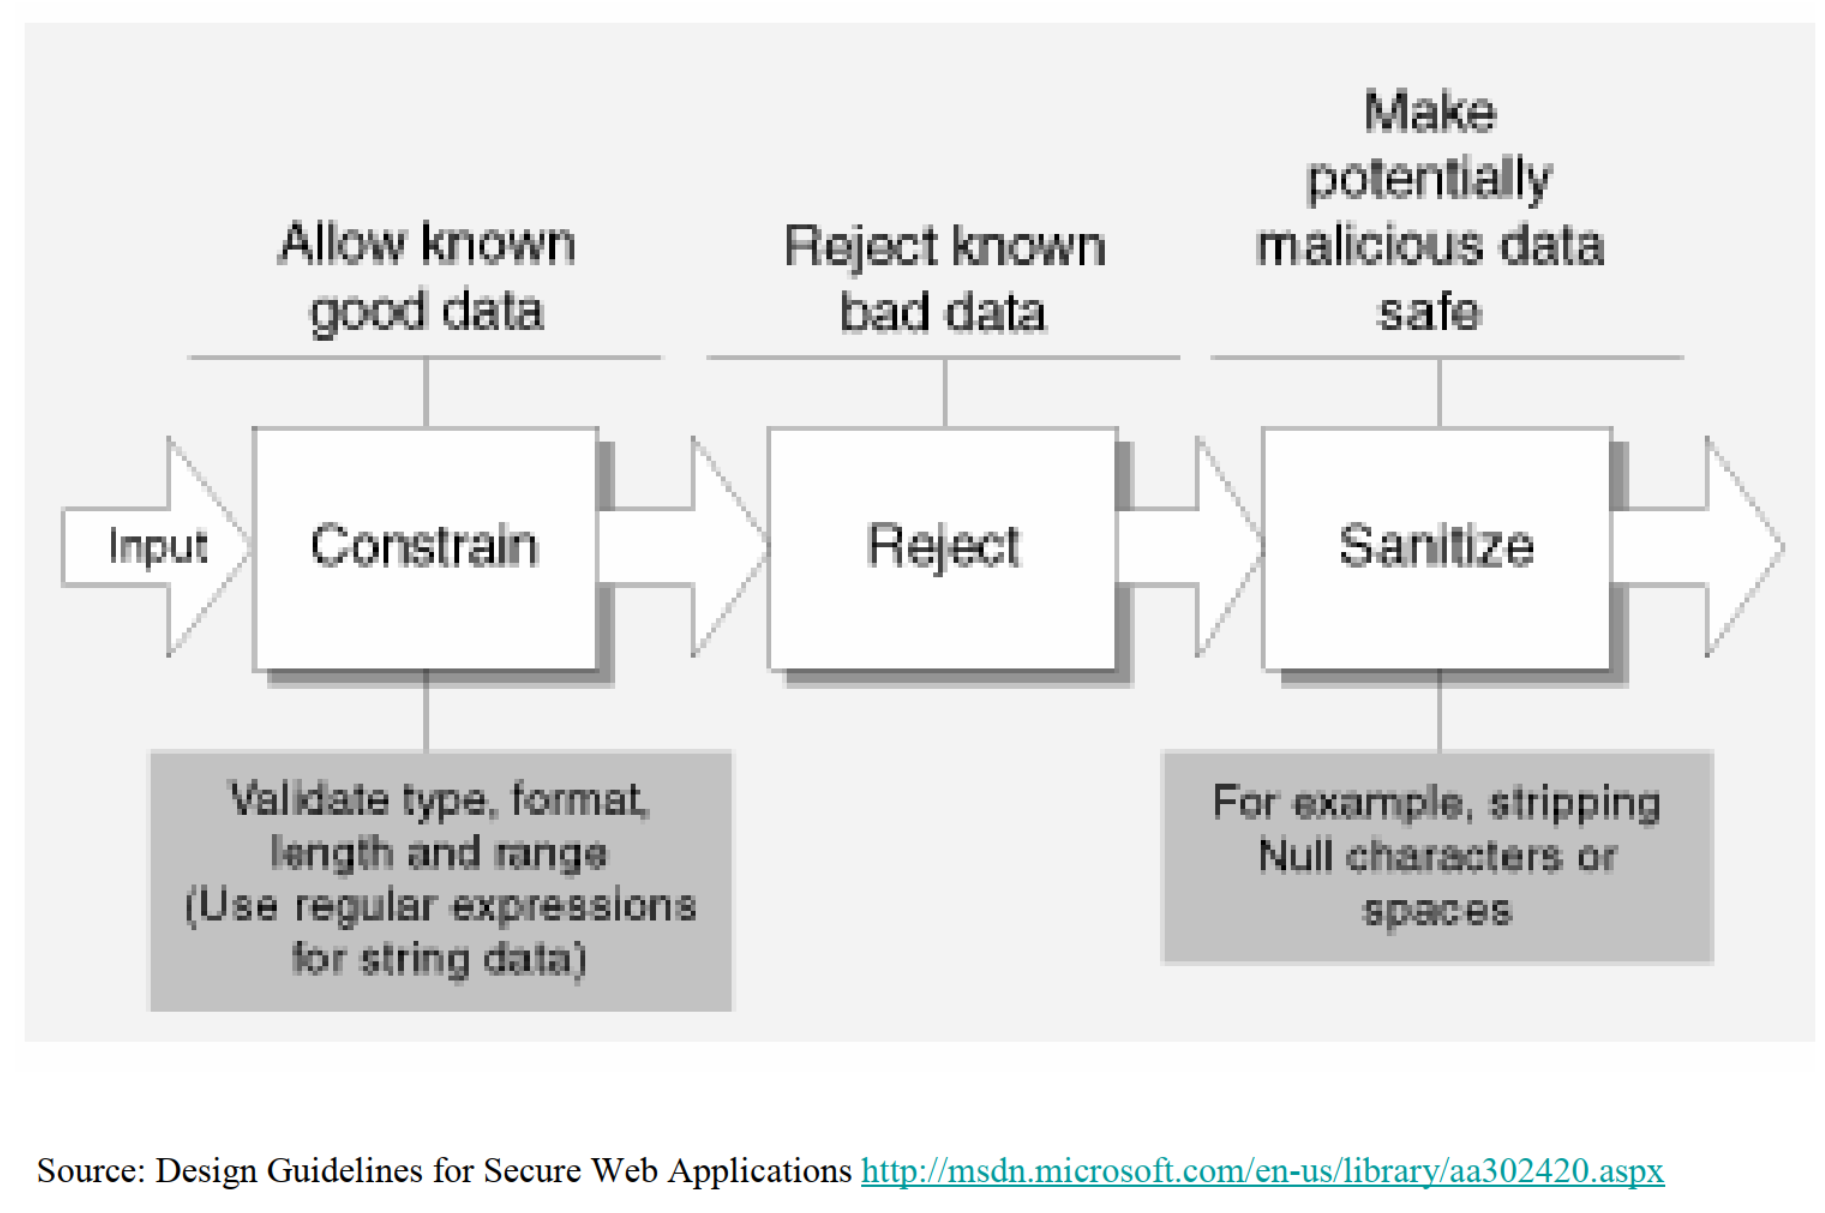 Allow known
good data
Reject known
bad data
Make
potentially
malicious data
safe
Input
Constrain
Reject
Sanitize
Validate type, format,
length and range
(Use regular expressions
for string data)
For example, stripping
Null characters or
spaces
Source: Design Guidelines for Secure Web Applications http://msdn.microsoft.com/en-us/library/aa302420.aspx